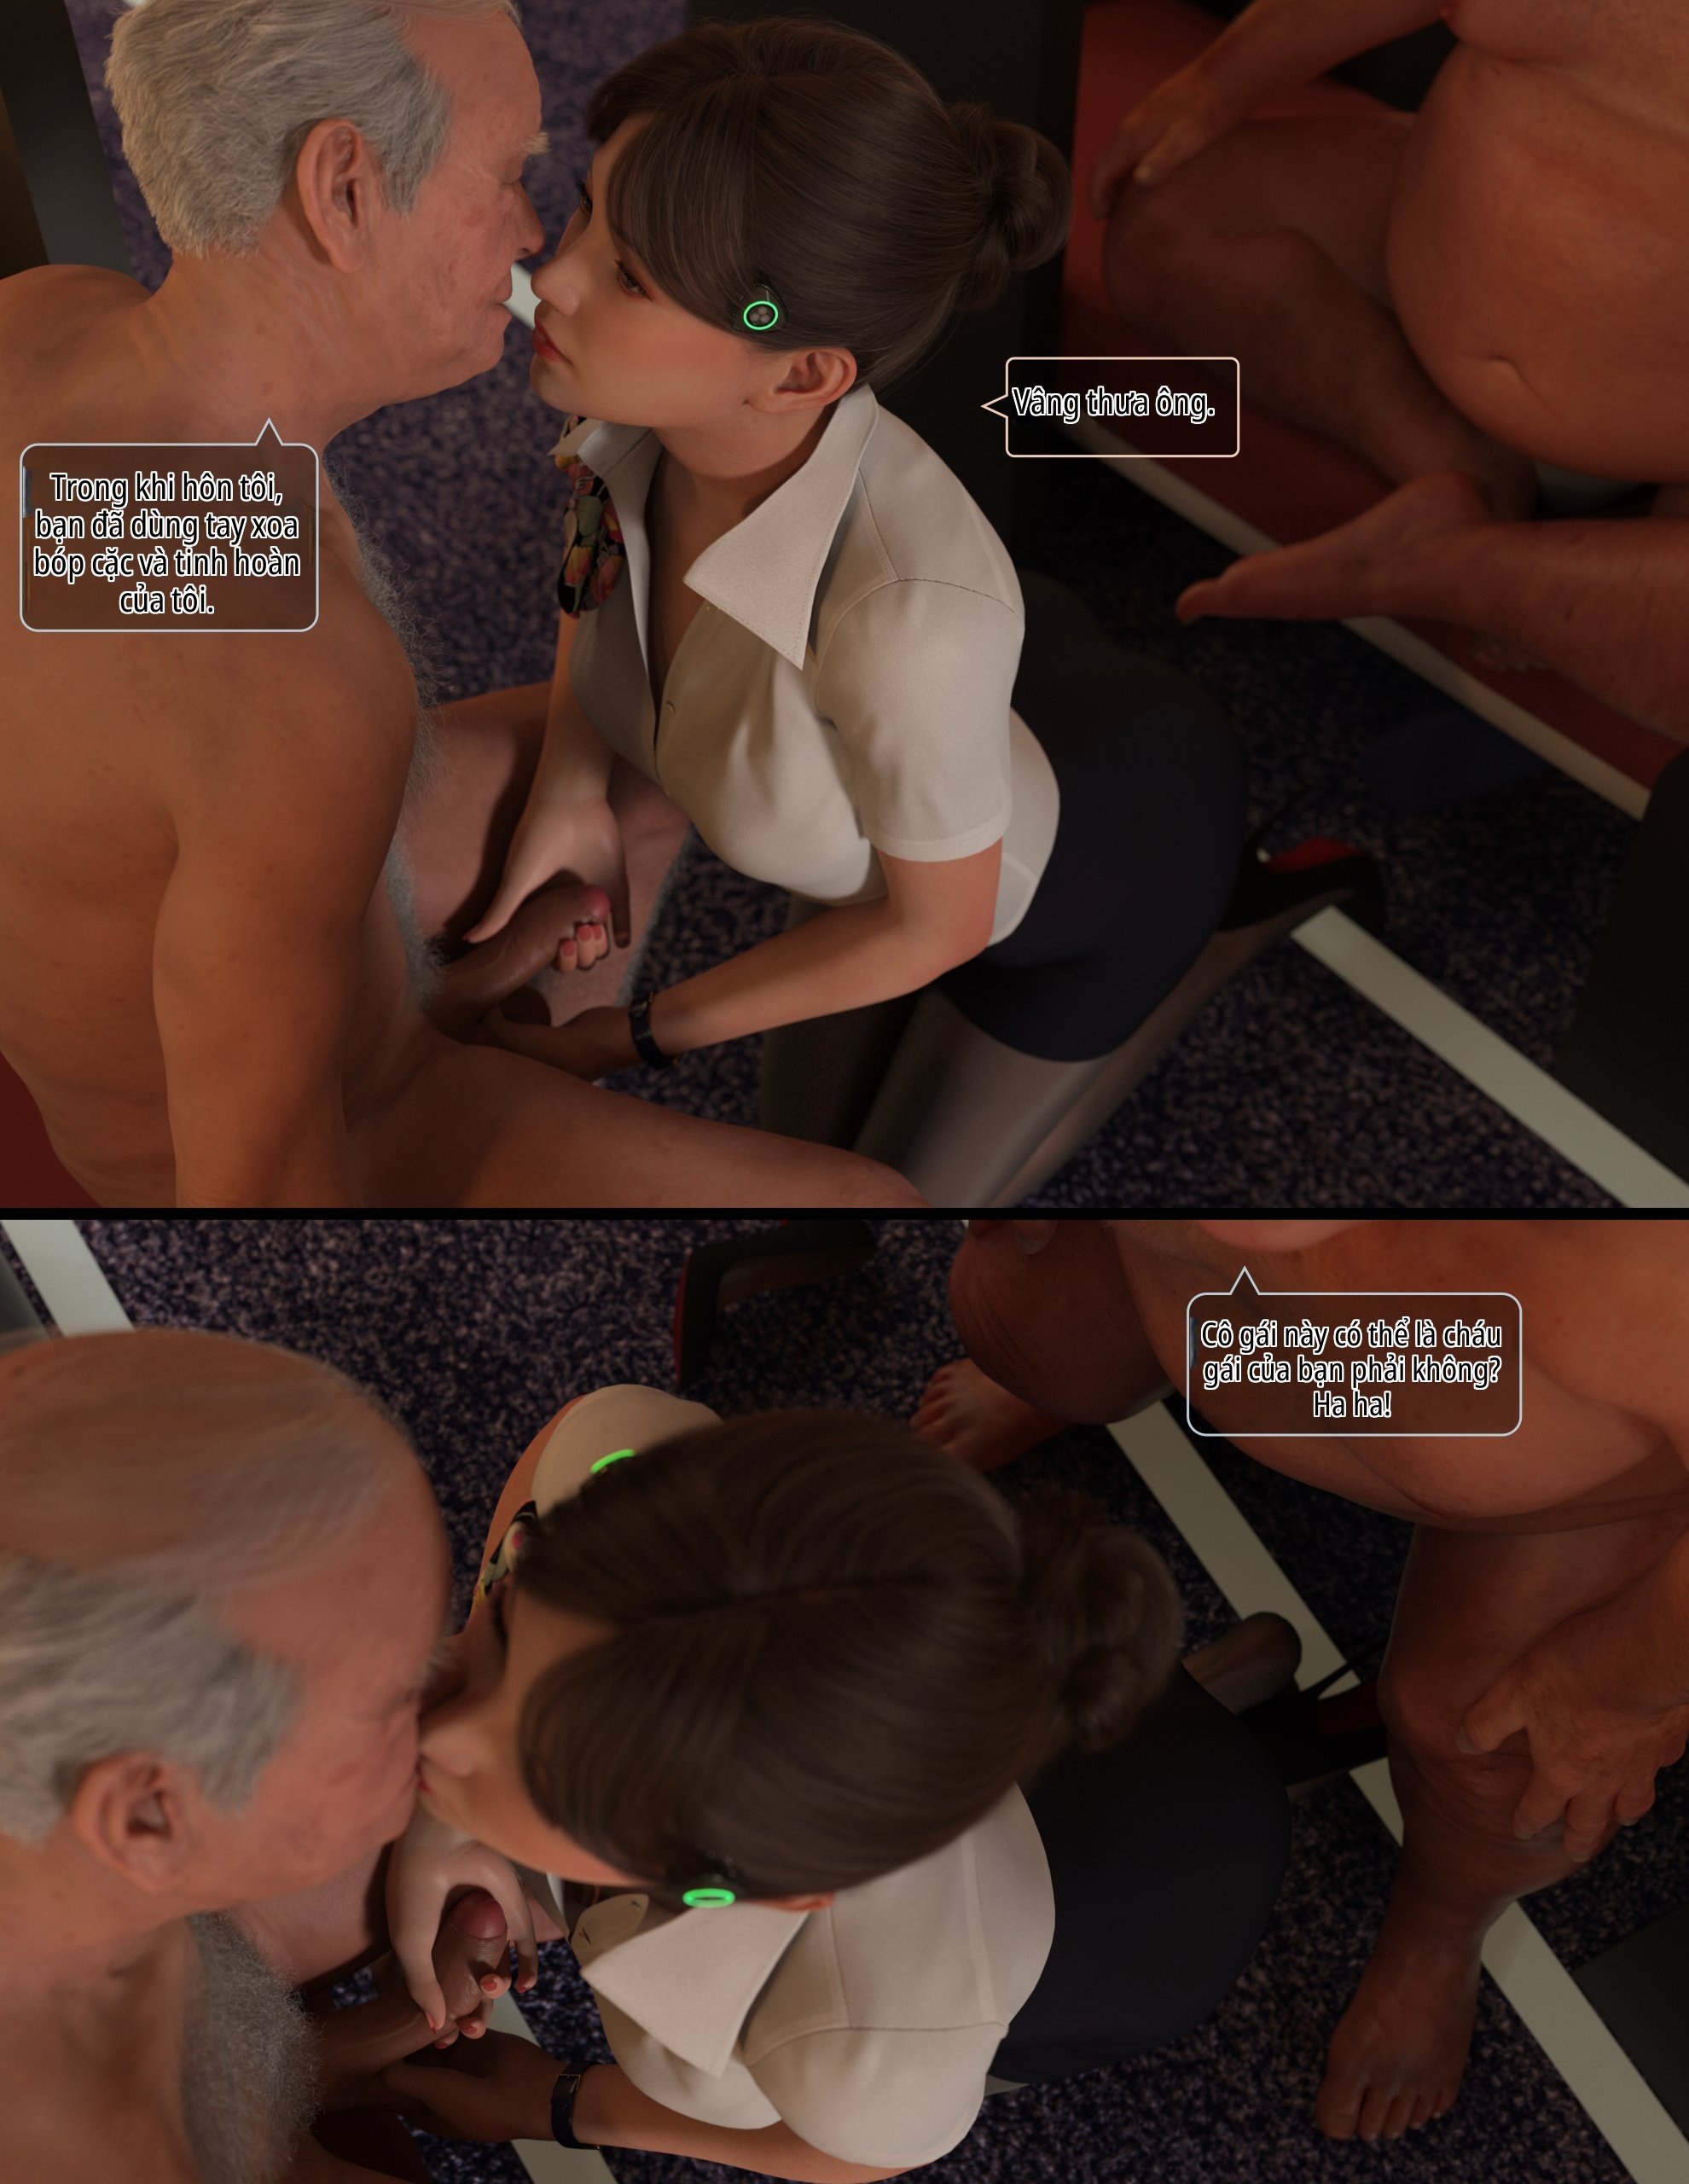 Vâng thưa ông.
Trong khi hôn tôi,
bạn đã dùng tay xoa
bóp cặc và tinh hoàn
của tôi.
Cô gái này có thể là cháu
gái của bạn phải không?
Ha ha!